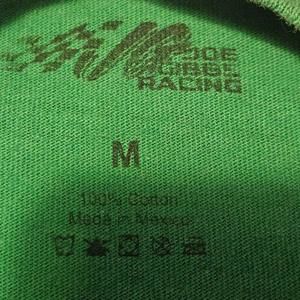 JOE
GIBBS
RACING
M
100% Cotton
Made in Mexico